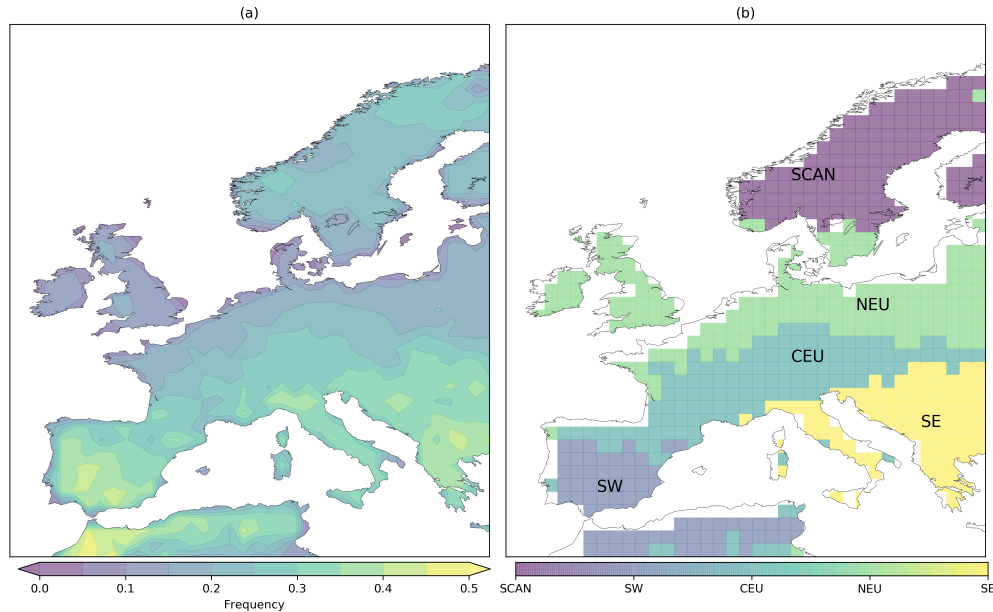 (a)
(b)
SCAN
NEU
CEU
SE
SW
0.0 0.1 0.2 0.3 0.4 0.5
Frequency
SCAN SW CEU NEU SE